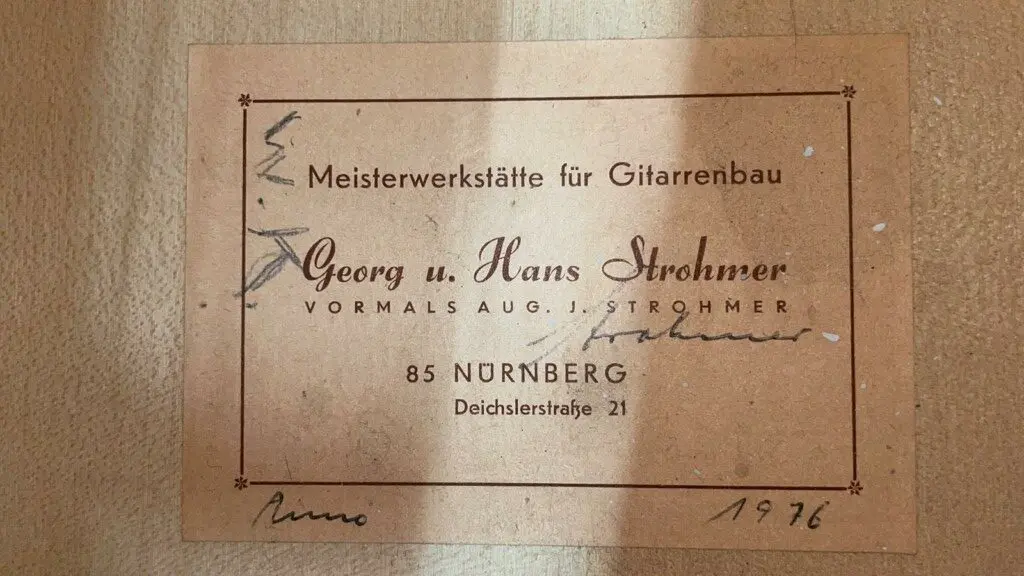 Meisterwerkstätte für Gitarrenbau
Georg u. Hans Strohmer
VORMALS AUG. J. STROHMER
Strohmer
85 NÜRNBERG
Deichslerstraße 21
Anno 1976